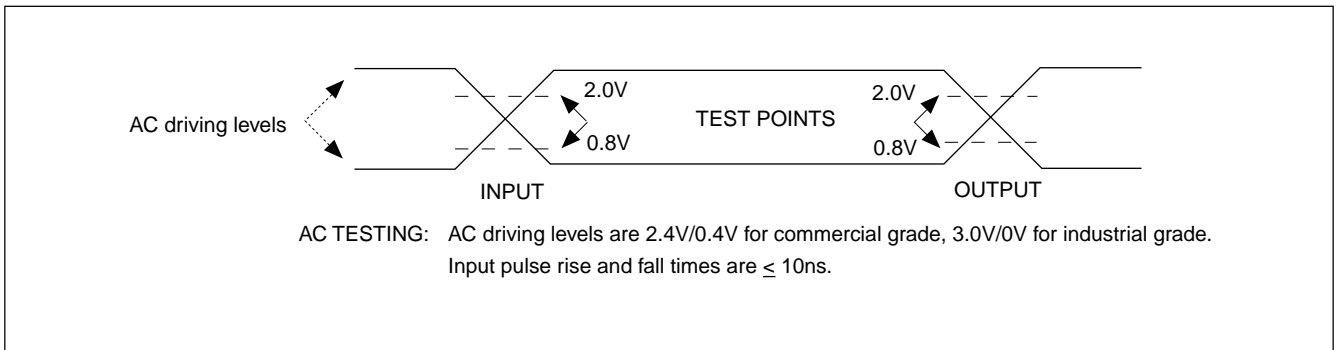 2.0V
2.0V
AC driving levels
TEST POINTS
0.8V
0.8V
INPUT
OUTPUT
AC TESTING: AC driving levels are 2.4V/0.4V for commercial grade, 3.0V/0V for industrial grade.
Input pulse rise and fall times are ≤ 10ns.